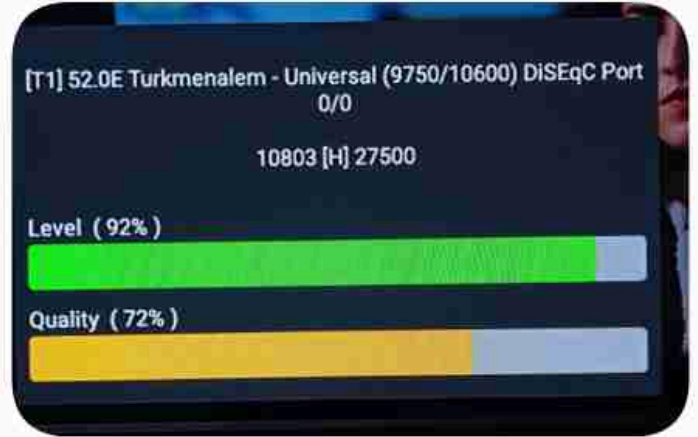 [T1] 52.0E Turkmenalem - Universal (9750/10600) DiSEqC Port
0/0
10803 [H] 27500
Level ( 92% )
Quality ( 72% )